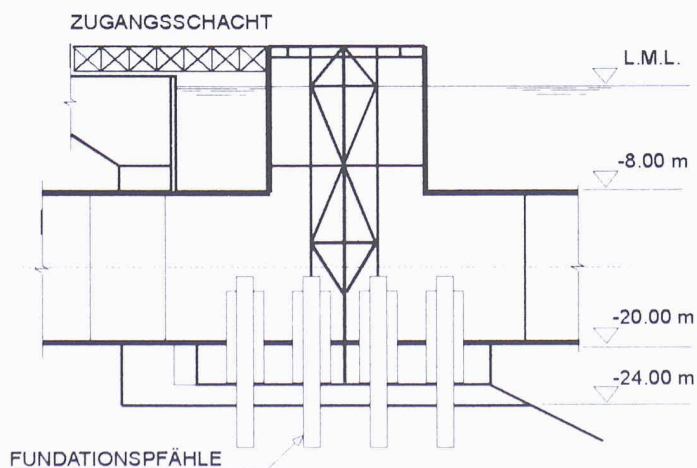 ZUGANGSSCHACHT
L.M.L.
-8.00 m
-20.00 m
-24.00 m
FUNDATIONSPFÄHLE